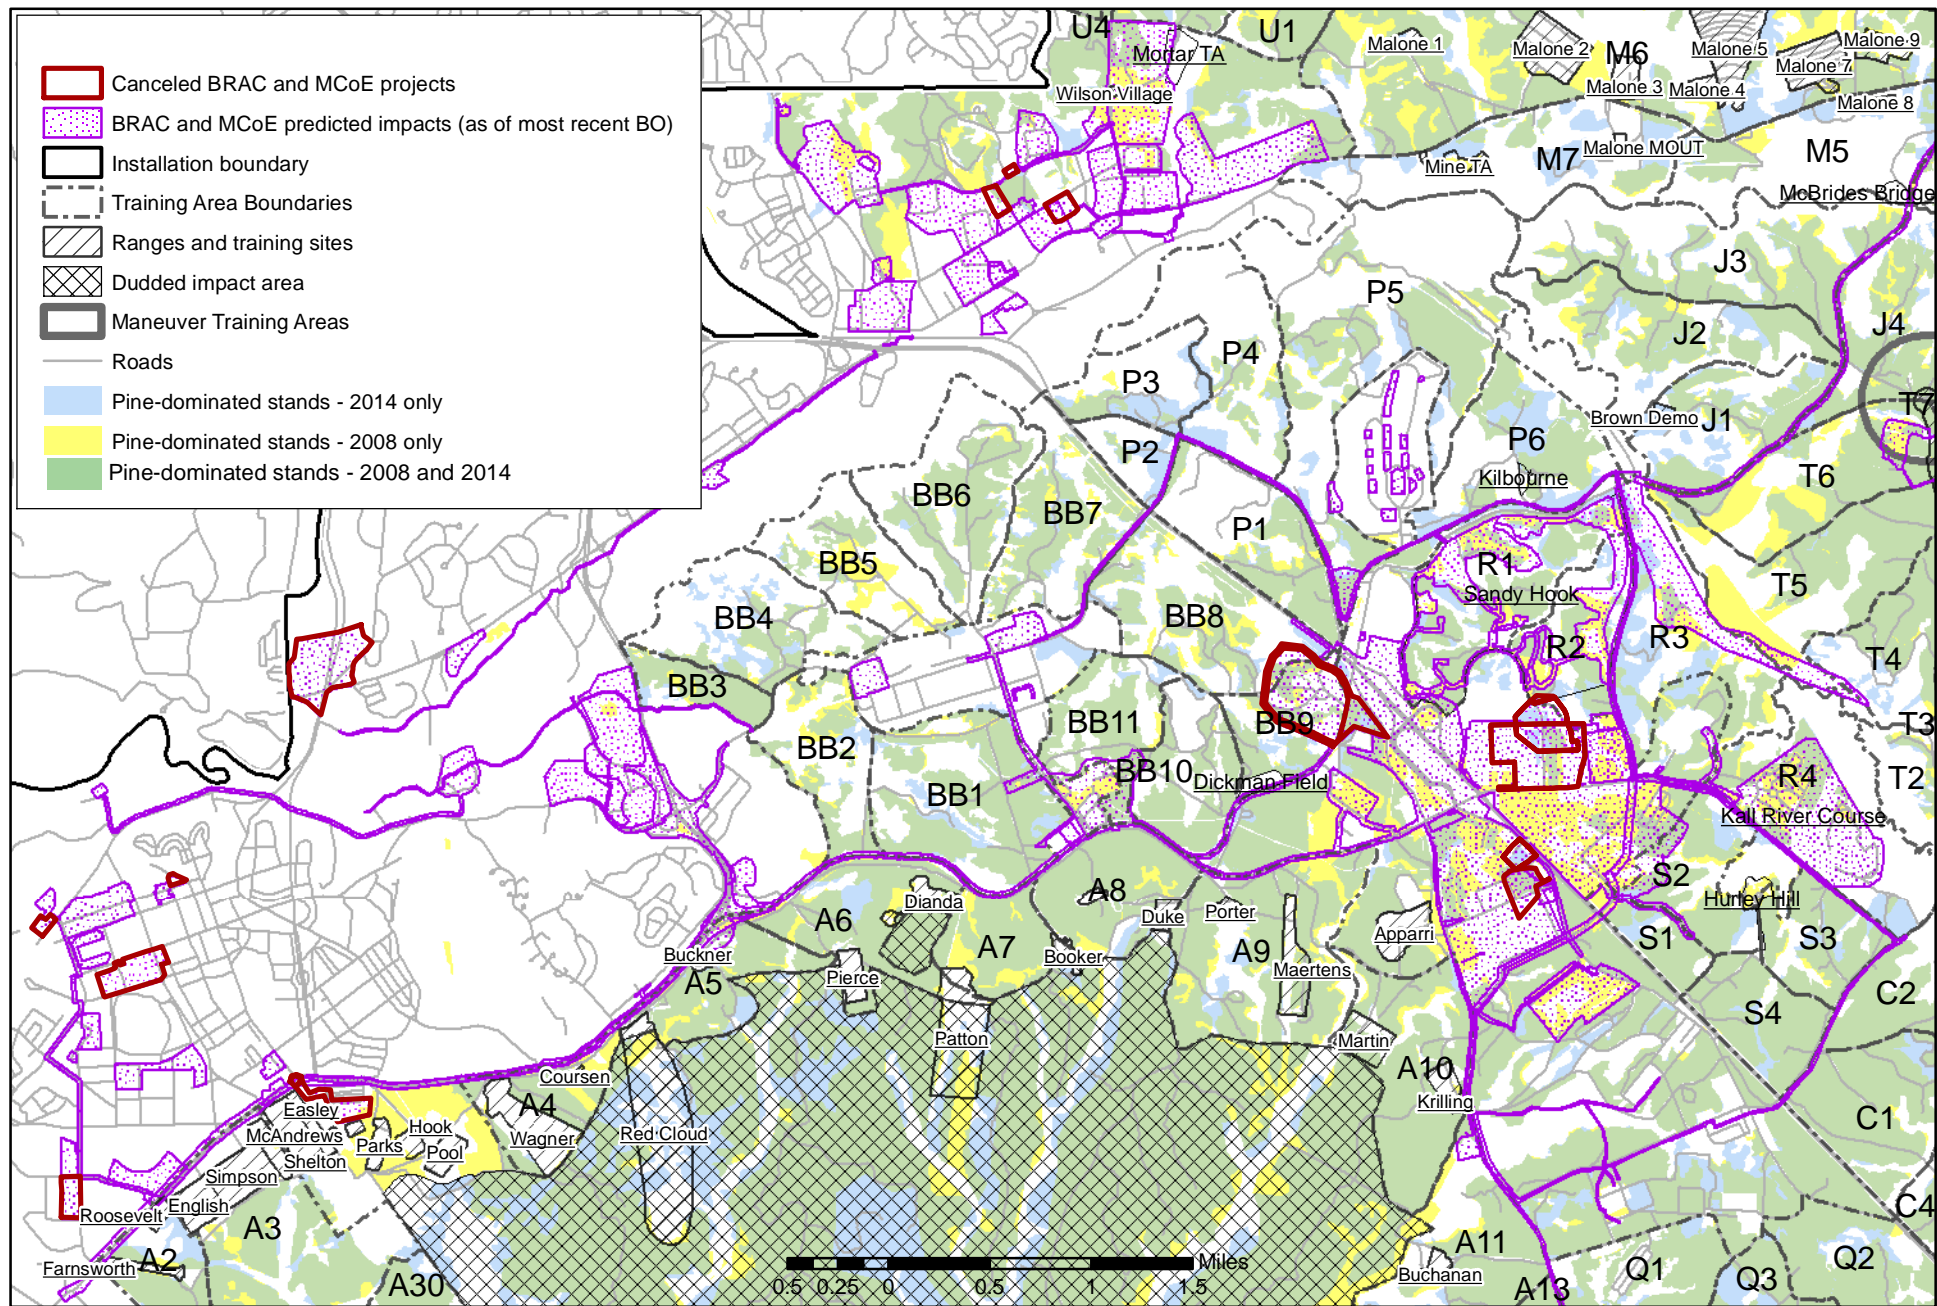 Canceled BRAC and MCoE projects
BRAC and MCoE predicted impacts (as of most recent BO)
Installation boundary
Training Area Boundaries
Ranges and training sites
Dudded impact area
Maneuver Training Areas
Roads
Pine-dominated stands - 2014 only
Pine-dominated stands - 2008 only
Pine-dominated stands - 2008 and 2014
U4
U1
Mortar TA
Malone 1
Malone 2
M6
Malone 5
Malone 9
Malone 7
Wilson Village
Malone 3
Malone 4
Malone 8
Malone MOUT
M5
Mine TA
M7
McBrides Bridge
J3
P5
J4
J2
P4
P3
T7
Brown Demo
J1
P6
P2
Kilbourne
T6
BB6
BB7
P1
BB5
R1
T5
Sandy Hook
BB4
BB8
R2
R3
T4
BB3
BB11
BB9
T3
BB2
BB10
Dickman Field
R4
T2
BB1
Kall River Course
S2
A8
Dianda
Hurley Hill
A6
Duke
Porter
Apparri
S1
S3
A7
A9
Buckner
Booker
Maertens
Pierce
A5
C2
S4
Patton
Martin
A10
Coursen
Krilling
Easley
A4
C1
Hook
McAndrews
Parks
Wagner
Red Cloud
Pool
Shelton
Simpson
English
Roosevelt
A3
C4
A11
A2
Farnsworth
Miles
Q2
Q1
Q3
Buchanan
A30
0.5 0.25 0 0.5 1 1.5
A13